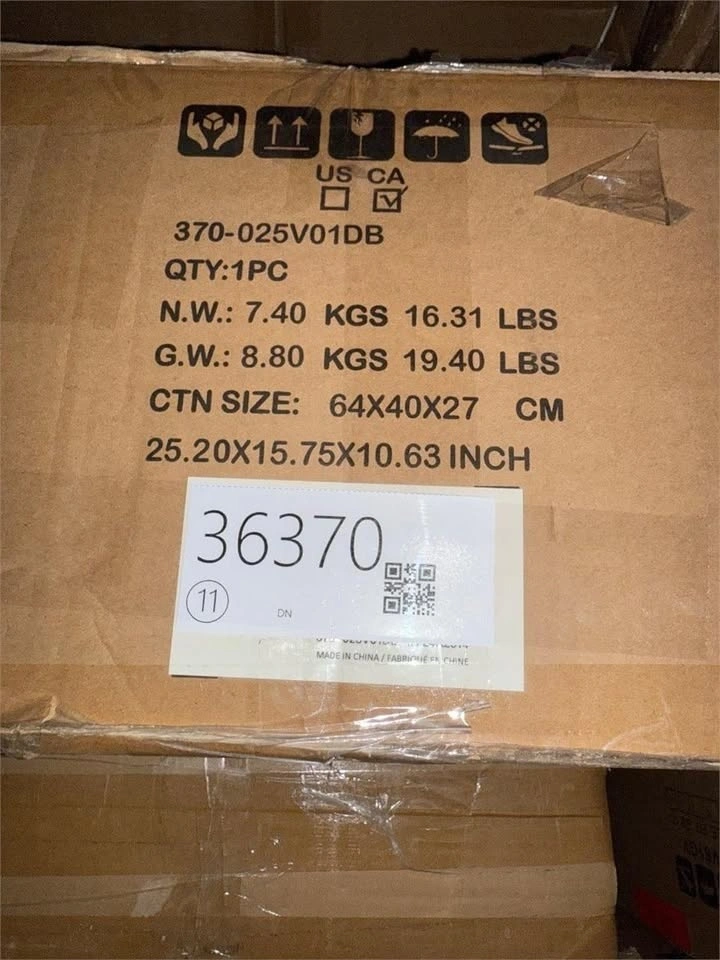 US CA
370-025V01DB
QTY:1PC
N.W.: 7.40 KGS 16.31 LBS
G.W.: 8.80 KGS 19.40 LBS
CTN SIZE: 64X40X27 CM
25.20X15.75X10.63 INCH
36370
11
DN
MADE IN CHINA / FABRIQUÉ EN CHINE